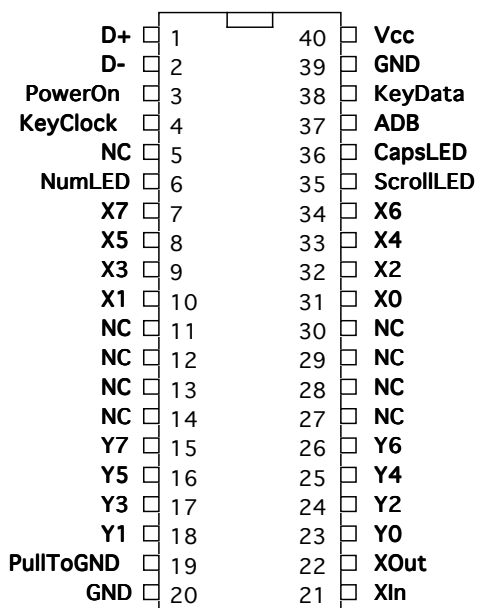 D+ 1 40 Vcc
D- 2 39 GND
PowerOn 3 38 KeyData
KeyClock 4 37 ADB
NC 5 36 CapsLED
NumLED 6 35 ScrollLED
X7 7 34 X6
X5 8 33 X4
X3 9 32 X2
X1 10 31 X0
NC 11 30 NC
NC 12 29 NC
NC 13 28 NC
NC 14 27 NC
Y7 15 26 Y6
Y5 16 25 Y4
Y3 17 24 Y2
Y1 18 23 Y0
PullToGND 19 22 XOut
GND 20 21 XIn